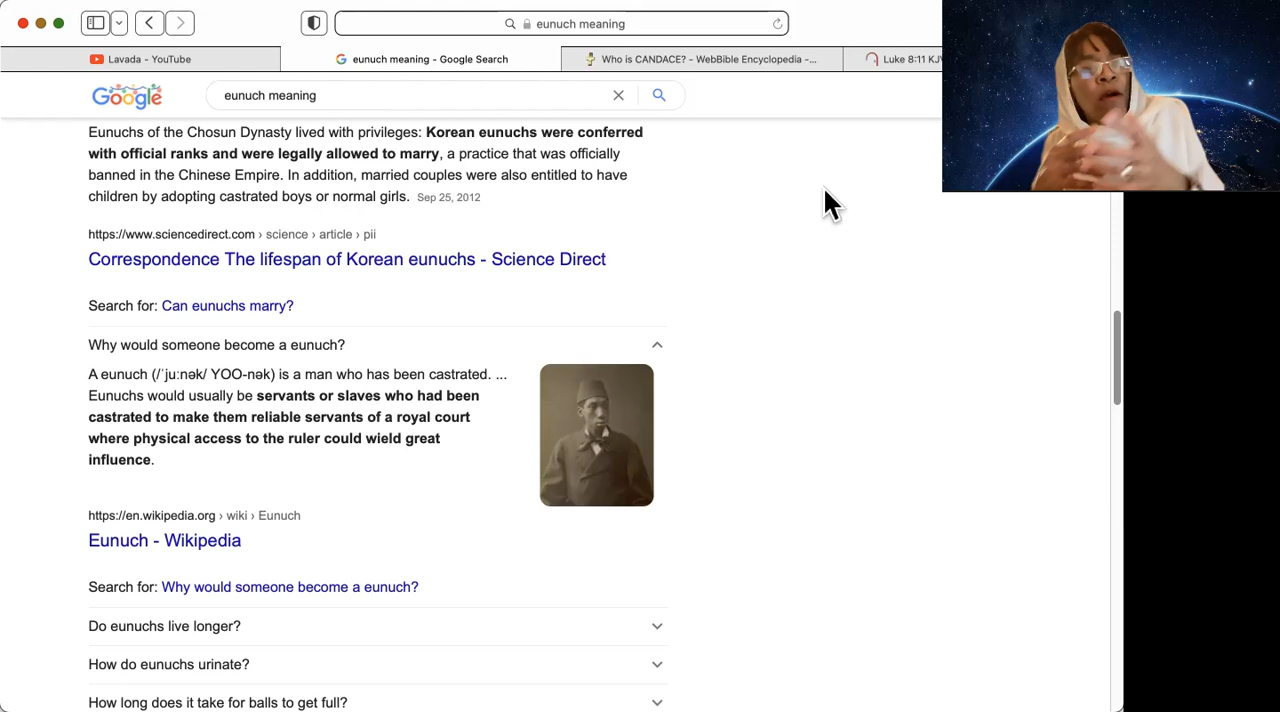 eunuch meaning
Lavada - YouTube
eunuch meaning - Google Search
Who is CANDACE? - WebBible Encyclopedia -...
Luke 8:11 KJV
Google
eunuch meaning
Eunuchs of the Chosun Dynasty lived with privileges: Korean eunuchs were conferred
with official ranks and were legally allowed to marry, a practice that was officially
banned in the Chinese Empire. In addition, married couples were also entitled to have
children by adopting castrated boys or normal girls. Sep 25, 2012
https://www.sciencedirect.com › science › article › pii
Correspondence The lifespan of Korean eunuchs - Science Direct
Search for: Can eunuchs marry?
Why would someone become a eunuch?
A eunuch (/ˈjuːnək/ YOO-nək) is a man who has been castrated. ...
Eunuchs would usually be servants or slaves who had been
castrated to make them reliable servants of a royal court
where physical access to the ruler could wield great
influence.
https://en.wikipedia.org › wiki › Eunuch
Eunuch - Wikipedia
Search for: Why would someone become a eunuch?
Do eunuchs live longer?
How do eunuchs urinate?
How long does it take for balls to get full?